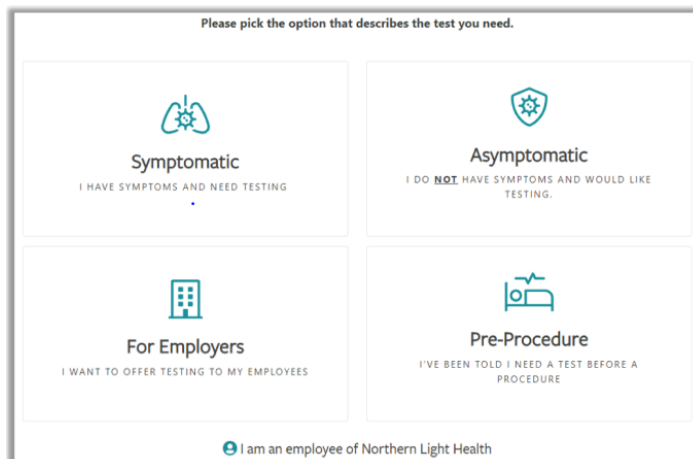 Please pick the option that describes the test you need.
Symptomatic
I HAVE SYMPTOMS AND NEED TESTING
Asymptomatic
I DO NOT HAVE SYMPTOMS AND WOULD LIKE
TESTING.
For Employers
I WANT TO OFFER TESTING TO MY EMPLOYEES
Pre-Procedure
I'VE BEEN TOLD I NEED A TEST BEFORE A
PROCEDURE
I am an employee of Northern Light Health